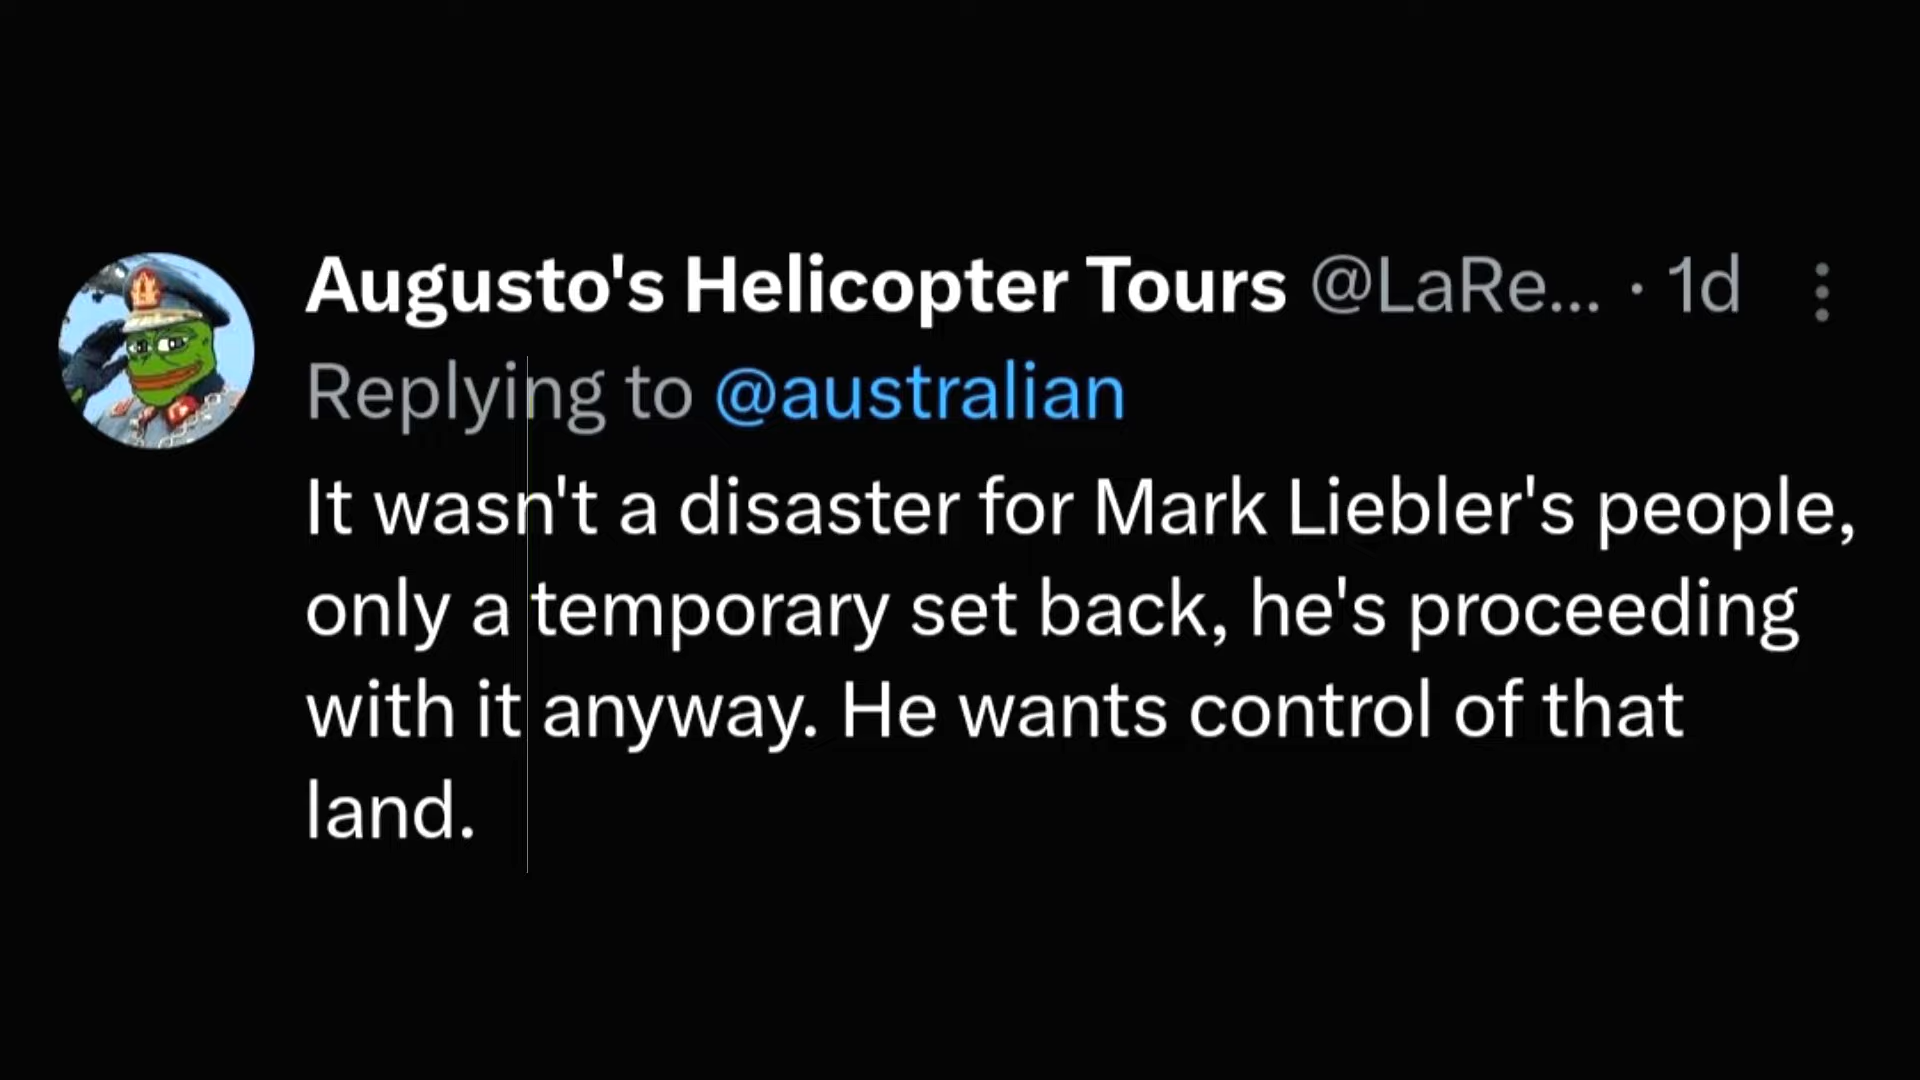 Augusto's Helicopter Tours @LaRe... · 1d
Replying to @australian
It wasn't a disaster for Mark Liebler's people,
only a temporary set back, he's proceeding
with it anyway. He wants control of that
land.